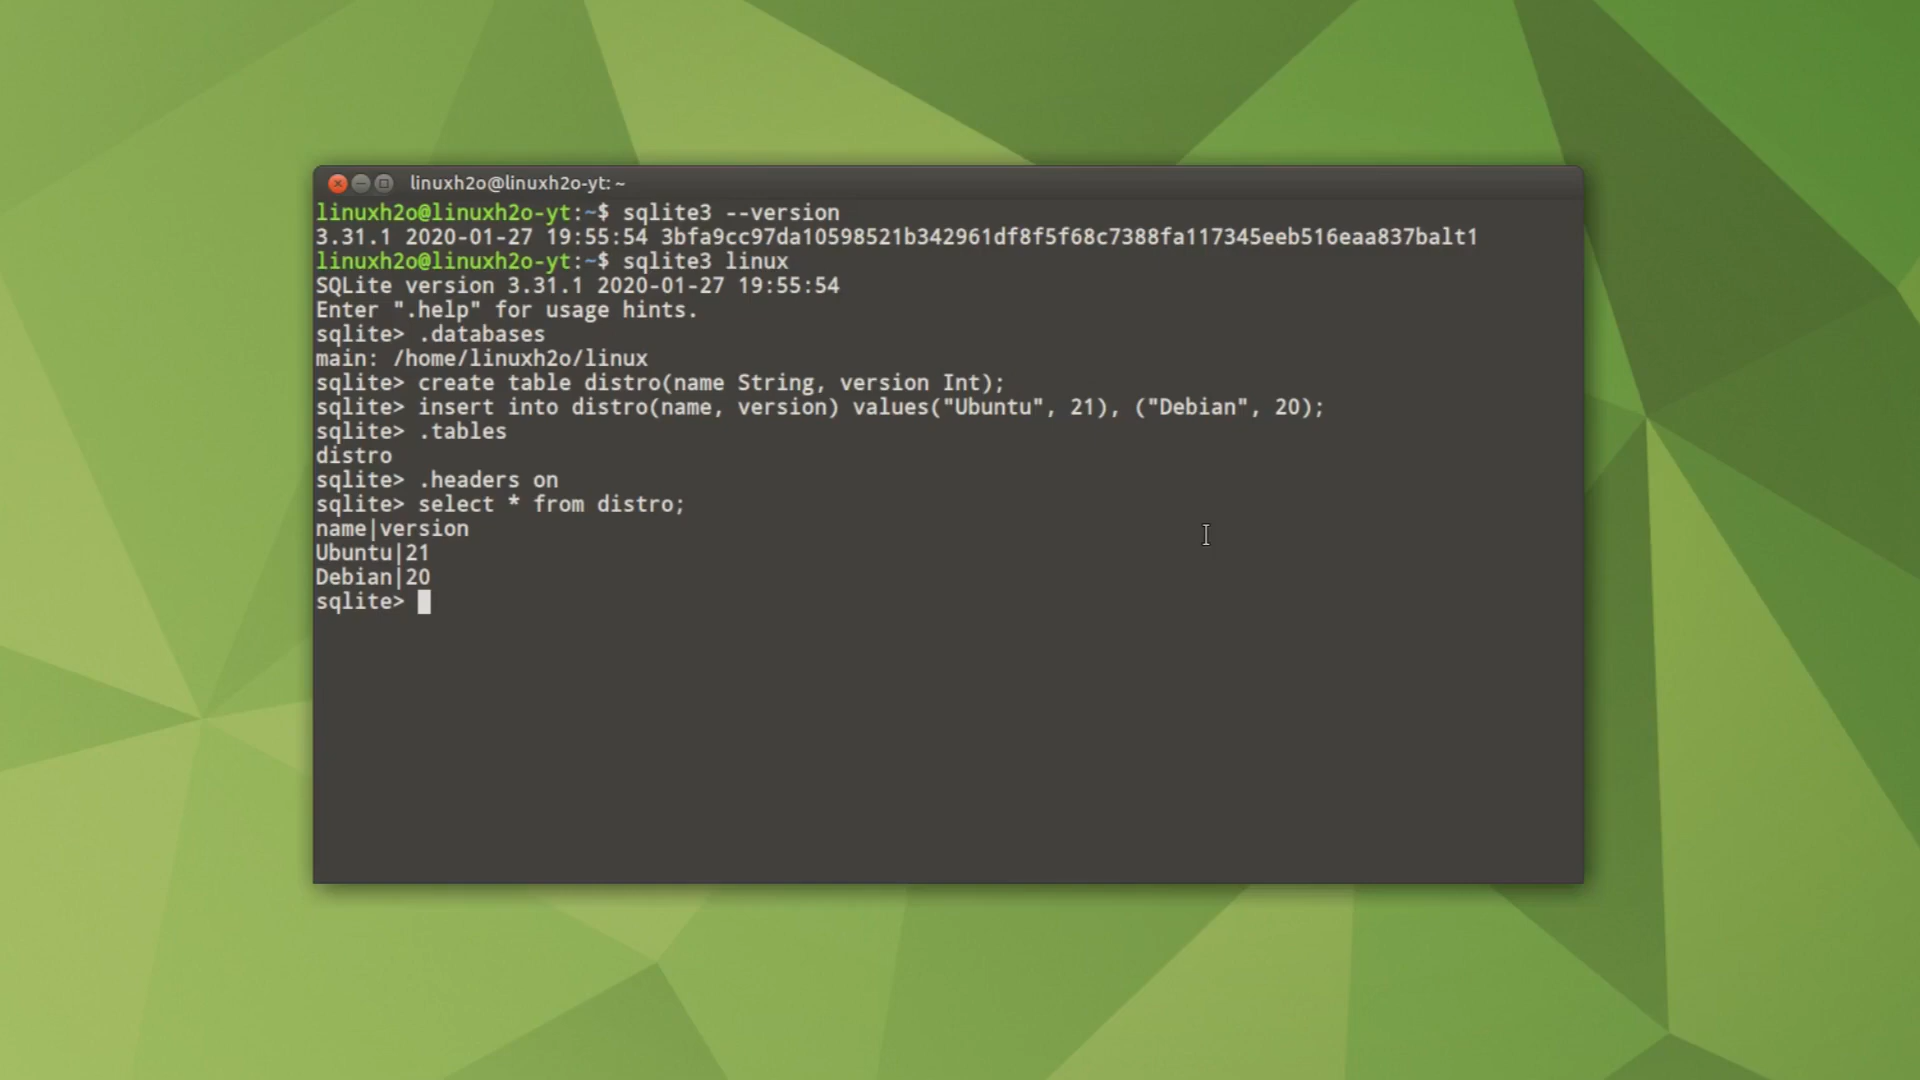 linuxh2o@linuxh2o-yt: ~
linuxh2o@linuxh2o-yt:~$ sqlite3 --version
3.31.1 2020-01-27 19:55:54 3bfa9cc97da10598521b342961df8f5f68c7388fa117345eeb516eaa837balt1
linuxh2o@linuxh2o-yt:~$ sqlite3 linux
SQLite version 3.31.1 2020-01-27 19:55:54
Enter ".help" for usage hints.
sqlite> .databases
main: /home/linuxh2o/linux
sqlite> create table distro(name String, version Int);
sqlite> insert into distro(name, version) values("Ubuntu", 21), ("Debian", 20);
sqlite> .tables
distro
sqlite> .headers on
sqlite> select * from distro;
name|version
Ubuntu|21
Debian|20
sqlite>